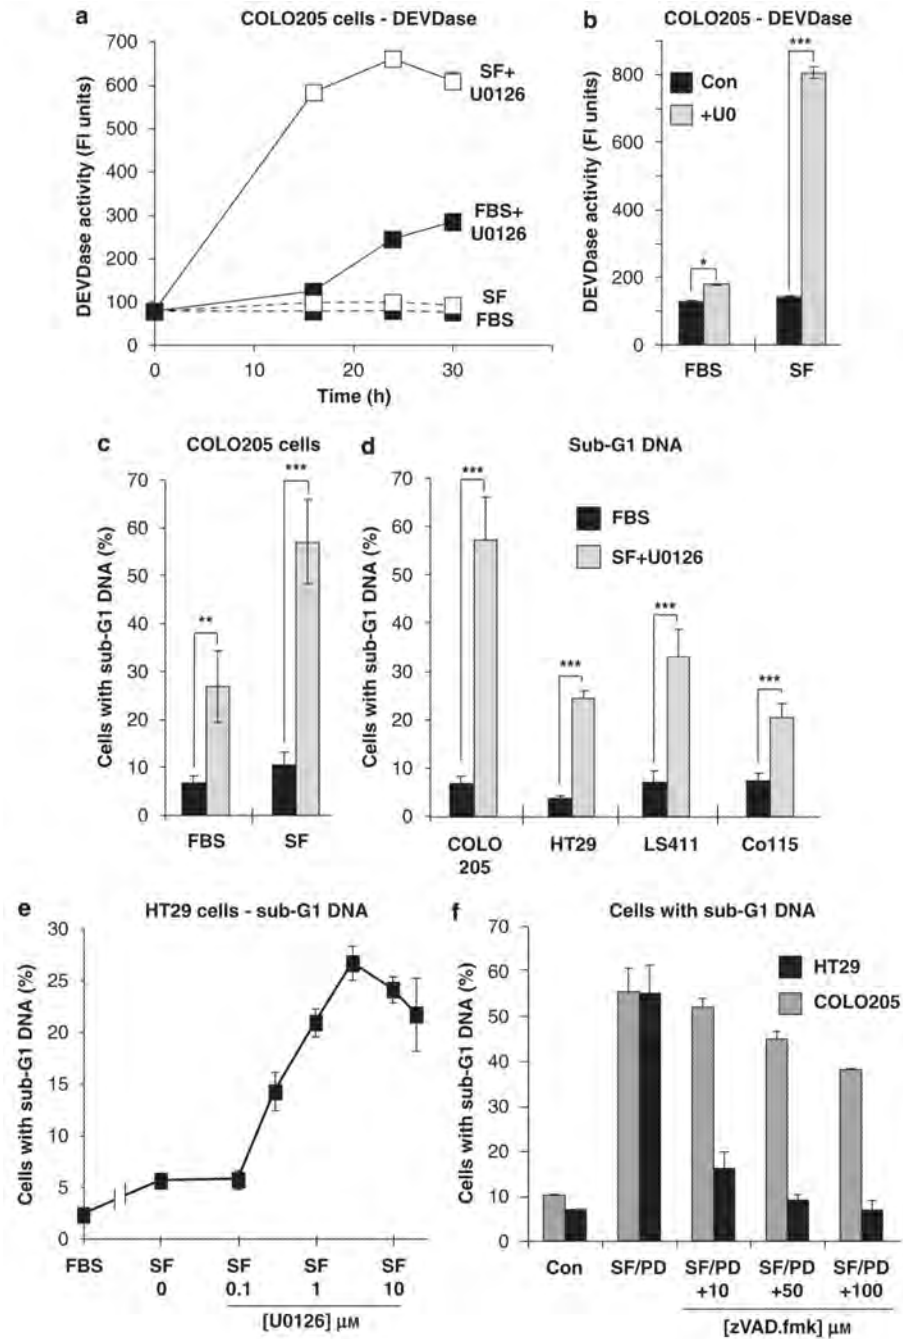 a COLO205 cells - DEVDase
700
600
500
400
300
200
100
0
DEVDase activity (FI units)
SF+
U0126
FBS+
U0126
SF
FBS
0 10 20 30
Time (h)
b COLO205 - DEVDase
800
600
400
200
0
DEVDase activity (FI units)
Con
+U0
*
***
FBS SF
c COLO205 cells
70
60
50
40
30
20
10
0
Cells with sub-G1 DNA (%)
**
***
FBS SF
d Sub-G1 DNA
70
60
50
40
30
20
10
0
Cells with sub-G1 DNA (%)
FBS
SF+U0126
***
***
***
***
COLO HT29 LS411 Co115
205
e HT29 cells - sub-G1 DNA
30
25
20
15
10
5
0
Cells with sub-G1 DNA (%)
FBS SF SF SF SF
0 0.1 1 10
[U0126] μM
f Cells with sub-G1 DNA
70
60
50
40
30
20
10
0
Cells with sub-G1 DNA (%)
HT29
COLO205
Con SF/PD SF/PD SF/PD SF/PD
+10 +50 +100
[zVAD.fmk] μM